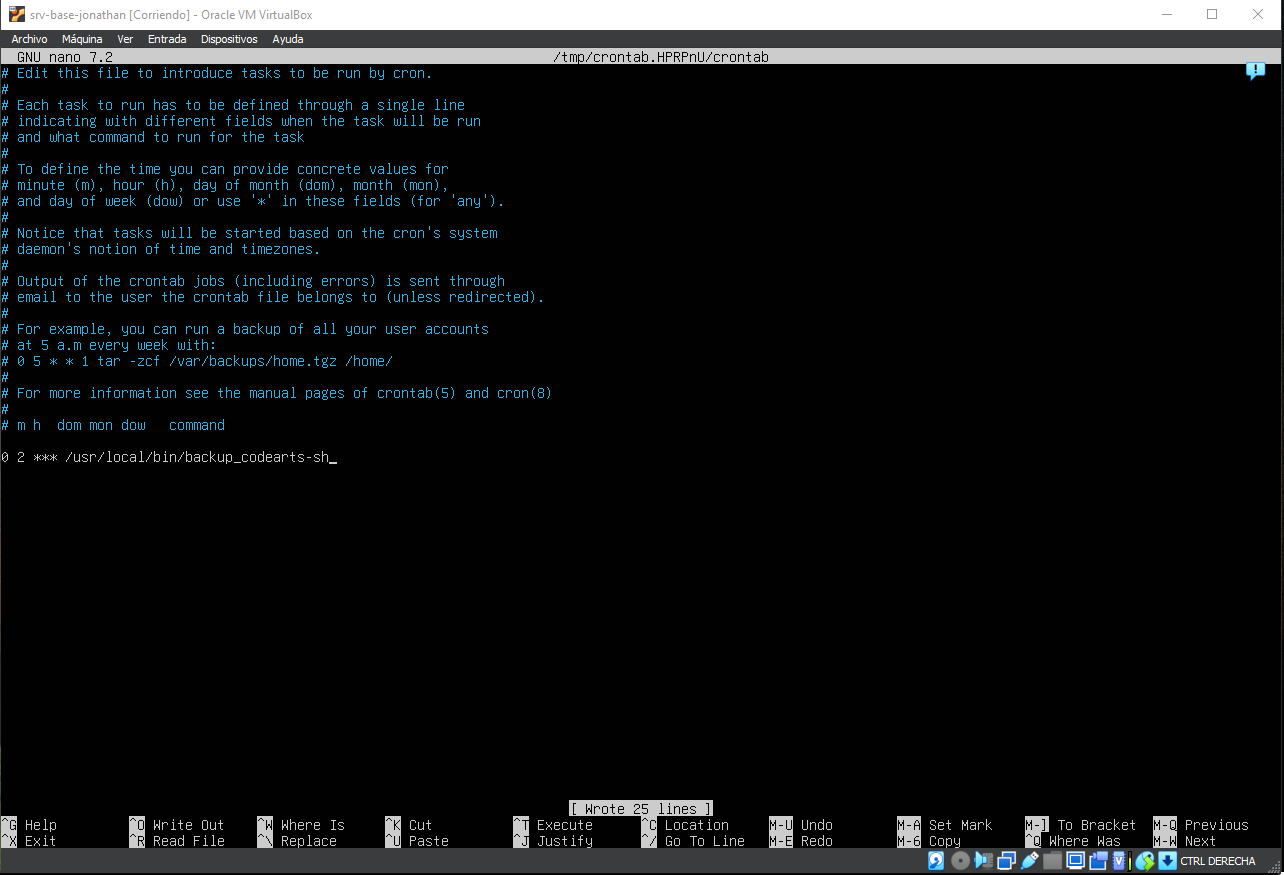 srv-base-jonathan [Corriendo] - Oracle VM VirtualBox
Archivo Máquina Ver Entrada Dispositivos Ayuda
GNU nano 7.2 /tmp/crontab.HPRPnU/crontab
# Edit this file to introduce tasks to be run by cron.
#
# Each task to run has to be defined through a single line
# indicating with different fields when the task will be run
# and what command to run for the task
#
# To define the time you can provide concrete values for
# minute (m), hour (h), day of month (dom), month (mon),
# and day of week (dow) or use '*' in these fields (for 'any').
#
# Notice that tasks will be started based on the cron's system
# daemon's notion of time and timezones.
#
# Output of the crontab jobs (including errors) is sent through
# email to the user the crontab file belongs to (unless redirected).
#
# For example, you can run a backup of all your user accounts
# at 5 a.m every week with:
# 0 5 * * 1 tar -zcf /var/backups/home.tgz /home/
#
# For more information see the manual pages of crontab(5) and cron(8)
#
# m h  dom mon dow   command
0 2 *** /usr/local/bin/backup_codearts-sh_
[ Wrote 25 lines ]
^G Help ^O Write Out ^W Where Is ^K Cut ^T Execute ^C Location M-U Undo M-A Set Mark M-] To Bracket M-Q Previous
^X Exit ^R Read File ^\ Replace ^U Paste ^J Justify ^/ Go To Line M-E Redo M-6 Copy ^Q Where Was M-W Next
CTRL DERECHA